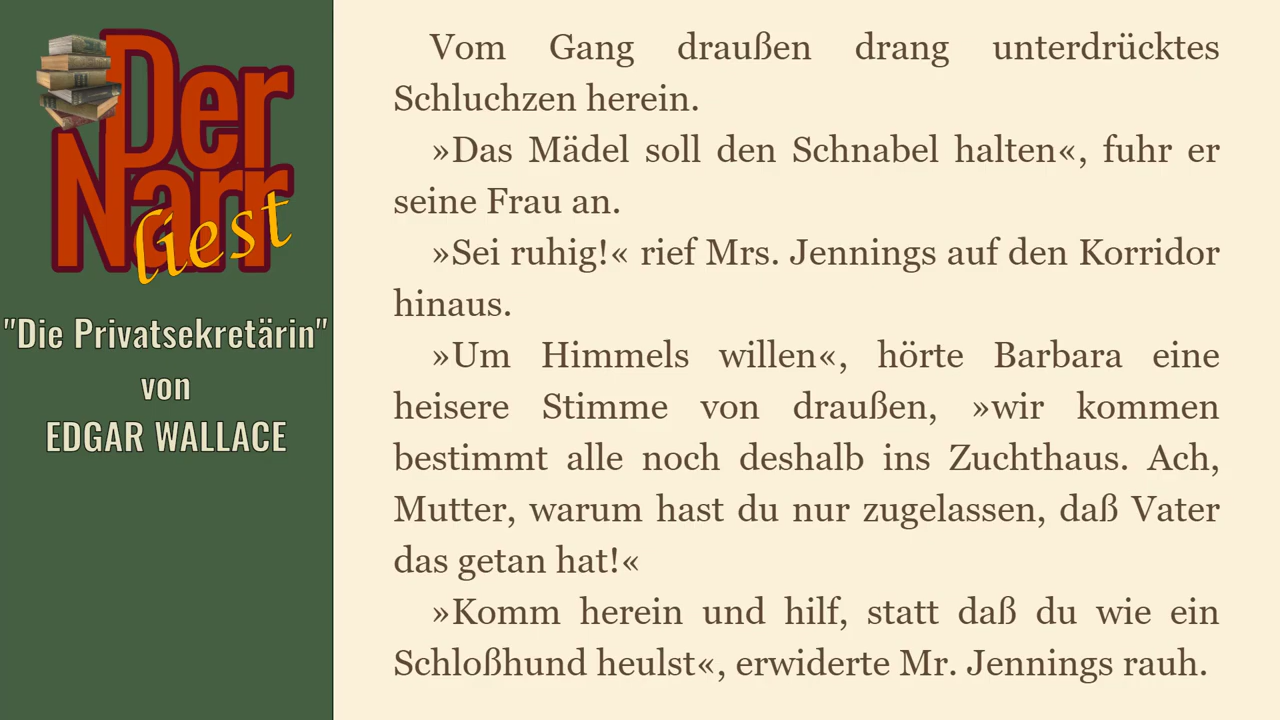 Der
Narr
liest
"Die Privatsekretärin"
von
EDGAR WALLACE
Vom Gang draußen drang unterdrücktes
Schluchzen herein.
»Das Mädel soll den Schnabel halten«, fuhr er
seine Frau an.
»Sei ruhig!« rief Mrs. Jennings auf den Korridor
hinaus.
»Um Himmels willen«, hörte Barbara eine
heisere Stimme von draußen, »wir kommen
bestimmt alle noch deshalb ins Zuchthaus. Ach,
Mutter, warum hast du nur zugelassen, daß Vater
das getan hat!«
»Komm herein und hilf, statt daß du wie ein
Schloßhund heulst«, erwiderte Mr. Jennings rauh.